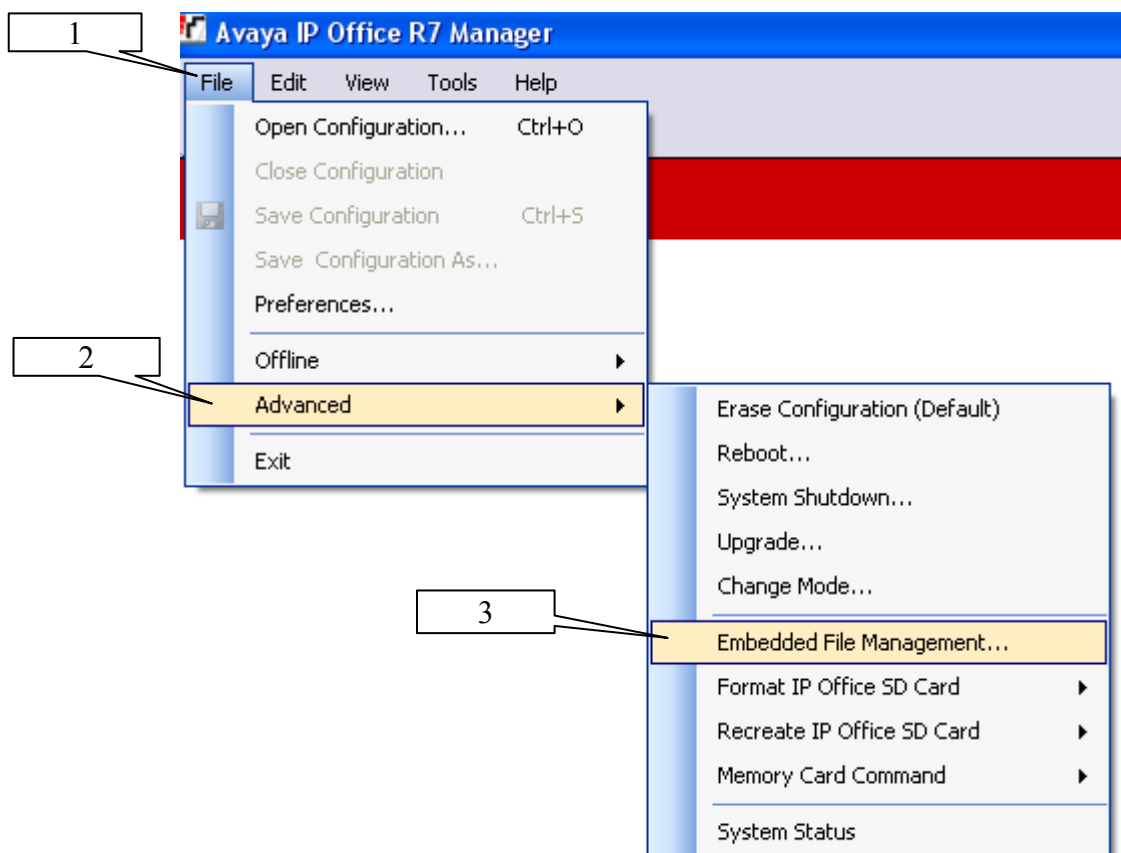 1
Avaya IP Office R7 Manager
File Edit View Tools Help
Open Configuration... Ctrl+O
Close Configuration
Save Configuration Ctrl+S
Save Configuration As...
Preferences...
2
Offline
Advanced
Exit
Erase Configuration (Default)
Reboot...
System Shutdown...
Upgrade...
Change Mode...
3
Embedded File Management...
Format IP Office SD Card
Recreate IP Office SD Card
Memory Card Command
System Status